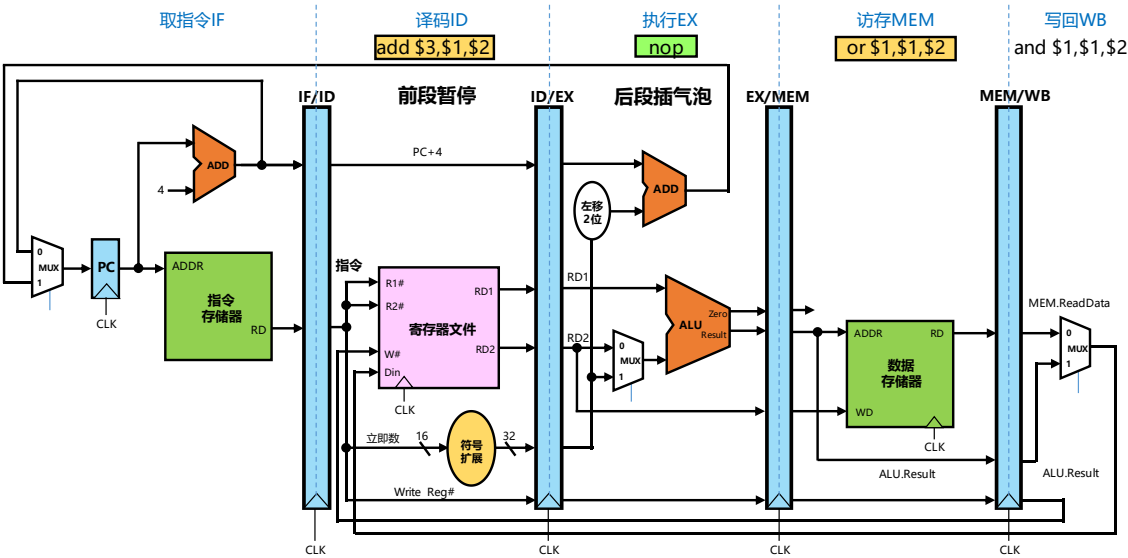 取指令IF
译码ID
执行EX
访存MEM
写回WB
add $3,$1,$2
nop
or $1,$1,$2
and $1,$1,$2
IF/ID
前段暂停
ID/EX
后段插气泡
EX/MEM
MEM/WB
PC+4
ADD
4
ADD
左移
2位
0
MUX
1
PC
CLK
ADDR
指令
存储器
RD
指令
R1#
R2#
W#
Din
寄存器文件
RD1
RD2
CLK
RD1
RD2
0
MUX
1
ALU
Zero
Result
ADDR
RD
数据
存储器
WD
CLK
MEM.ReadData
0
MUX
1
立即数
16
符号
扩展
32
ALU.Result
ALU.Result
Write Reg#
CLK
CLK
CLK
CLK